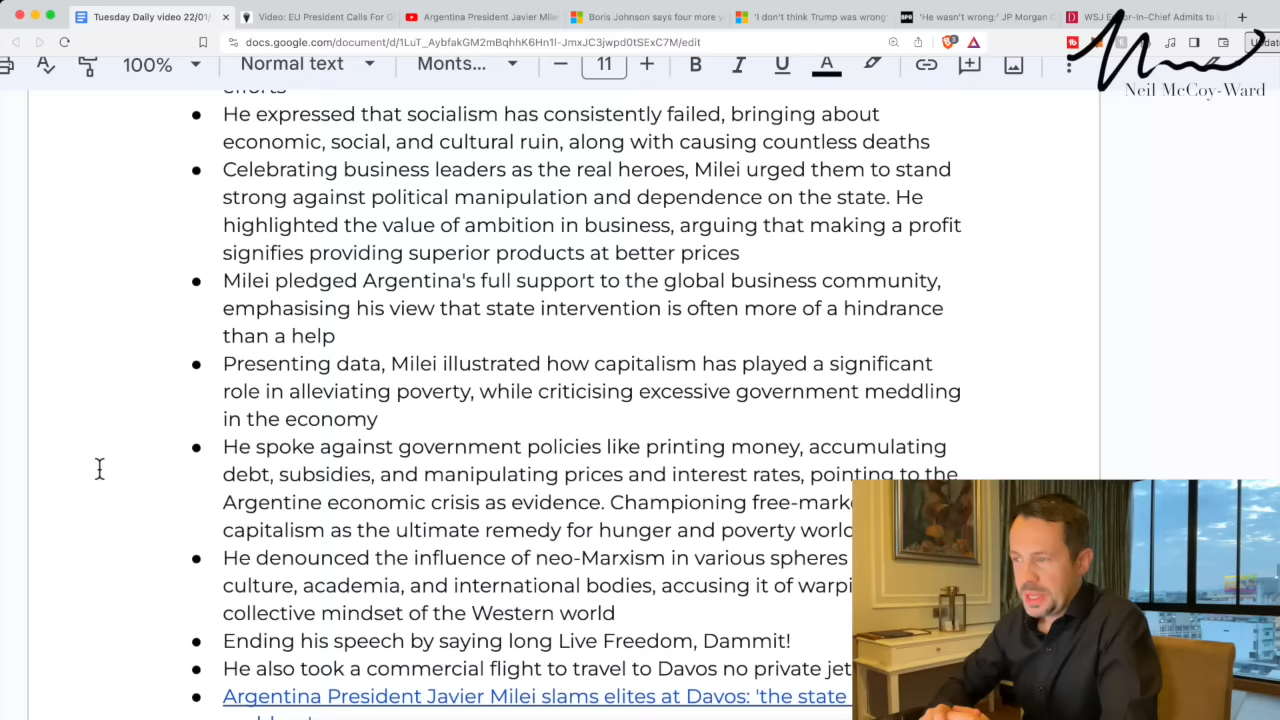 Tuesday Daily video 22/01/
Video: EU President Calls For Gl
Argentina President Javier Milei
Boris Johnson says four more y
'I don't think Trump was wrong'
'He wasn't wrong:' JP Morgan
WSJ Editor-In-Chief Admits to
docs.google.com/document/d/1LuT_AybfakGM2mBqhhK6Hn1l-JmxJC3jwpd0tSExC7M/edit
100% Normal text Monts... 11 B I U A
Neil McCoy-Ward
efforts
● He expressed that socialism has consistently failed, bringing about
economic, social, and cultural ruin, along with causing countless deaths
● Celebrating business leaders as the real heroes, Milei urged them to stand
strong against political manipulation and dependence on the state. He
highlighted the value of ambition in business, arguing that making a profit
signifies providing superior products at better prices
● Milei pledged Argentina's full support to the global business community,
emphasising his view that state intervention is often more of a hindrance
than a help
● Presenting data, Milei illustrated how capitalism has played a significant
role in alleviating poverty, while criticising excessive government meddling
in the economy
● He spoke against government policies like printing money, accumulating
debt, subsidies, and manipulating prices and interest rates, pointing to the
Argentine economic crisis as evidence. Championing free-marke
capitalism as the ultimate remedy for hunger and poverty worl
● He denounced the influence of neo-Marxism in various spheres
culture, academia, and international bodies, accusing it of warpi
collective mindset of the Western world
● Ending his speech by saying long Live Freedom, Dammit!
● He also took a commercial flight to travel to Davos no private jet
● Argentina President Javier Milei slams elites at Davos: 'the state